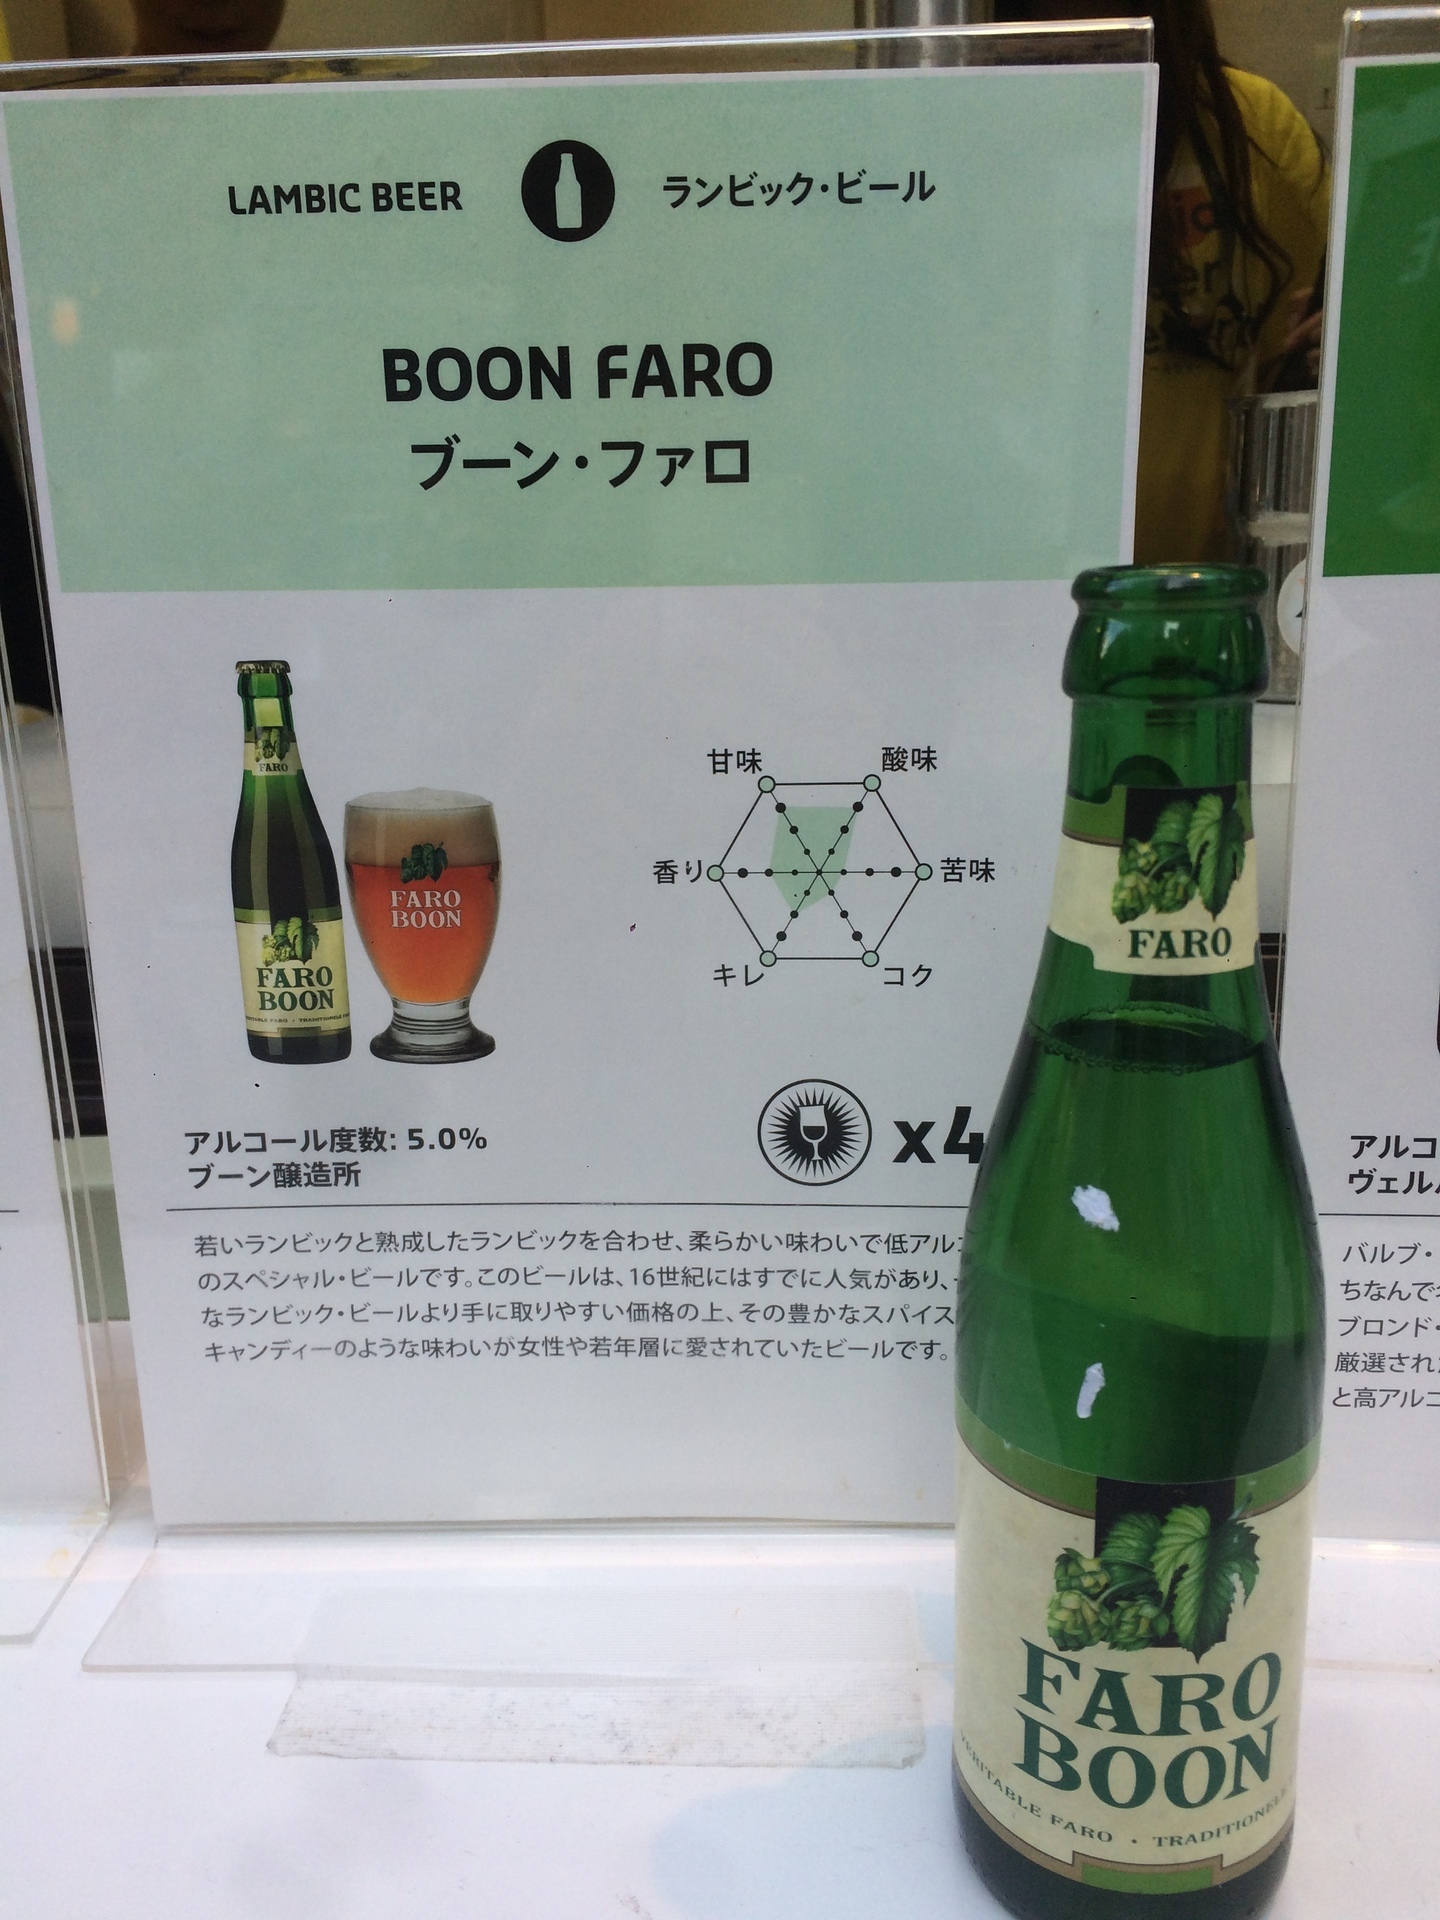 LAMBIC BEER ランビック・ビール
BOON FARO
ブーン・ファロ
FARO
FARO
BOON
FARO
BOON
甘味
酸味
香り
苦味
キレ
コク
アルコール度数: 5.0%
ブーン醸造所
x4
若いランビックと熟成したランビックを合わせ、柔らかい味わいで低アルコ
のスペシャル・ビールです。このビールは、16世紀にはすでに人気があり、
なランビック・ビールより手に取りやすい価格の上、その豊かなスパイス
キャンディーのような味わいが女性や若年層に愛されていたビールです。
FARO
FARO
BOON
VERITABLE FARO • TRADITIONELE
アルコ
ヴェル
バルブ・
ちなんで
ブロンド・
厳選され
と高アルコ